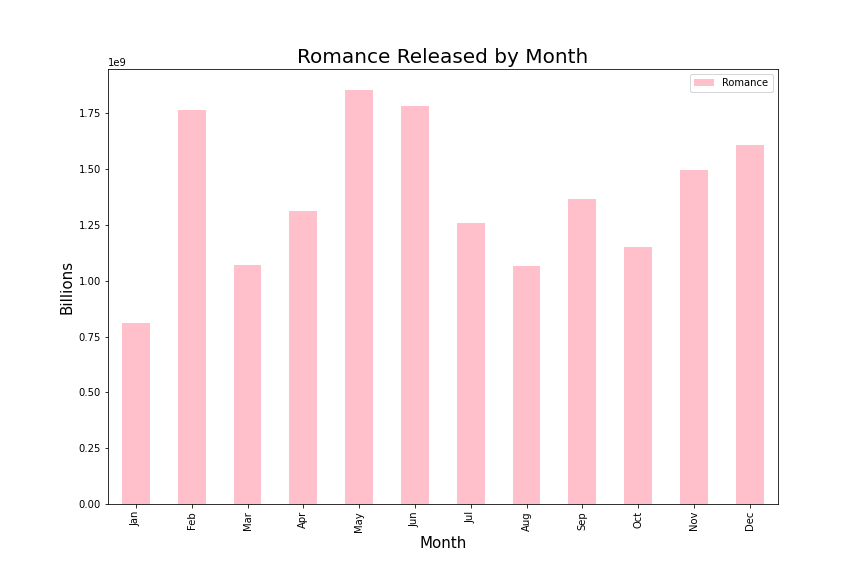 Romance Released by Month
1e9
Romance
1.75
1.50
1.25
1.00
0.75
0.50
0.25
0.00
Billions
Jan
Feb
Mar
Apr
May
Jun
Jul
Aug
Sep
Oct
Nov
Dec
Month